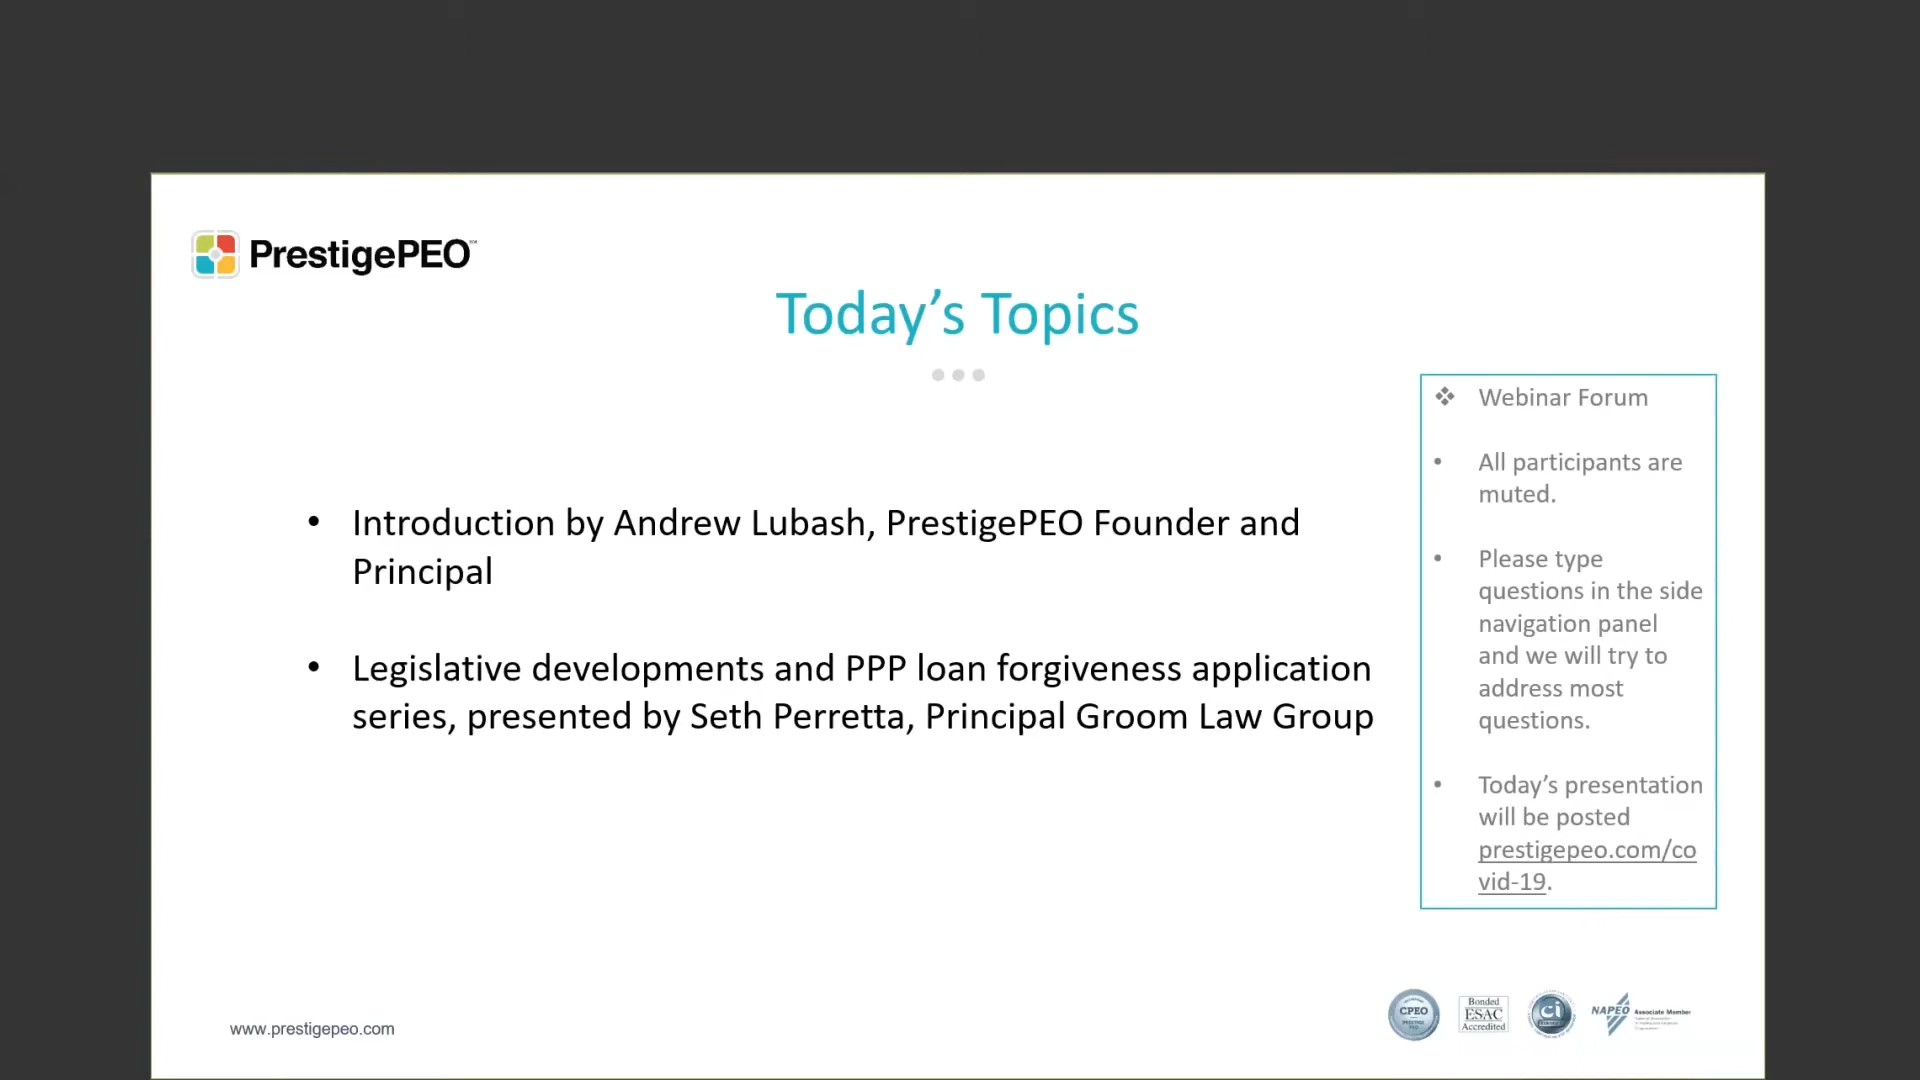 PrestigePEO
Today’s Topics
• Introduction by Andrew Lubash, PrestigePEO Founder and
Principal
• Legislative developments and PPP loan forgiveness application
series, presented by Seth Perretta, Principal Groom Law Group
❖ Webinar Forum
• All participants are
muted.
• Please type
questions in the side
navigation panel
and we will try to
address most
questions.
• Today’s presentation
will be posted
prestigepeo.com/co
vid-19.
www.prestigepeo.com
CPEO
Bonded
ESAC
Accredited
ci
NAPEO Associate Member